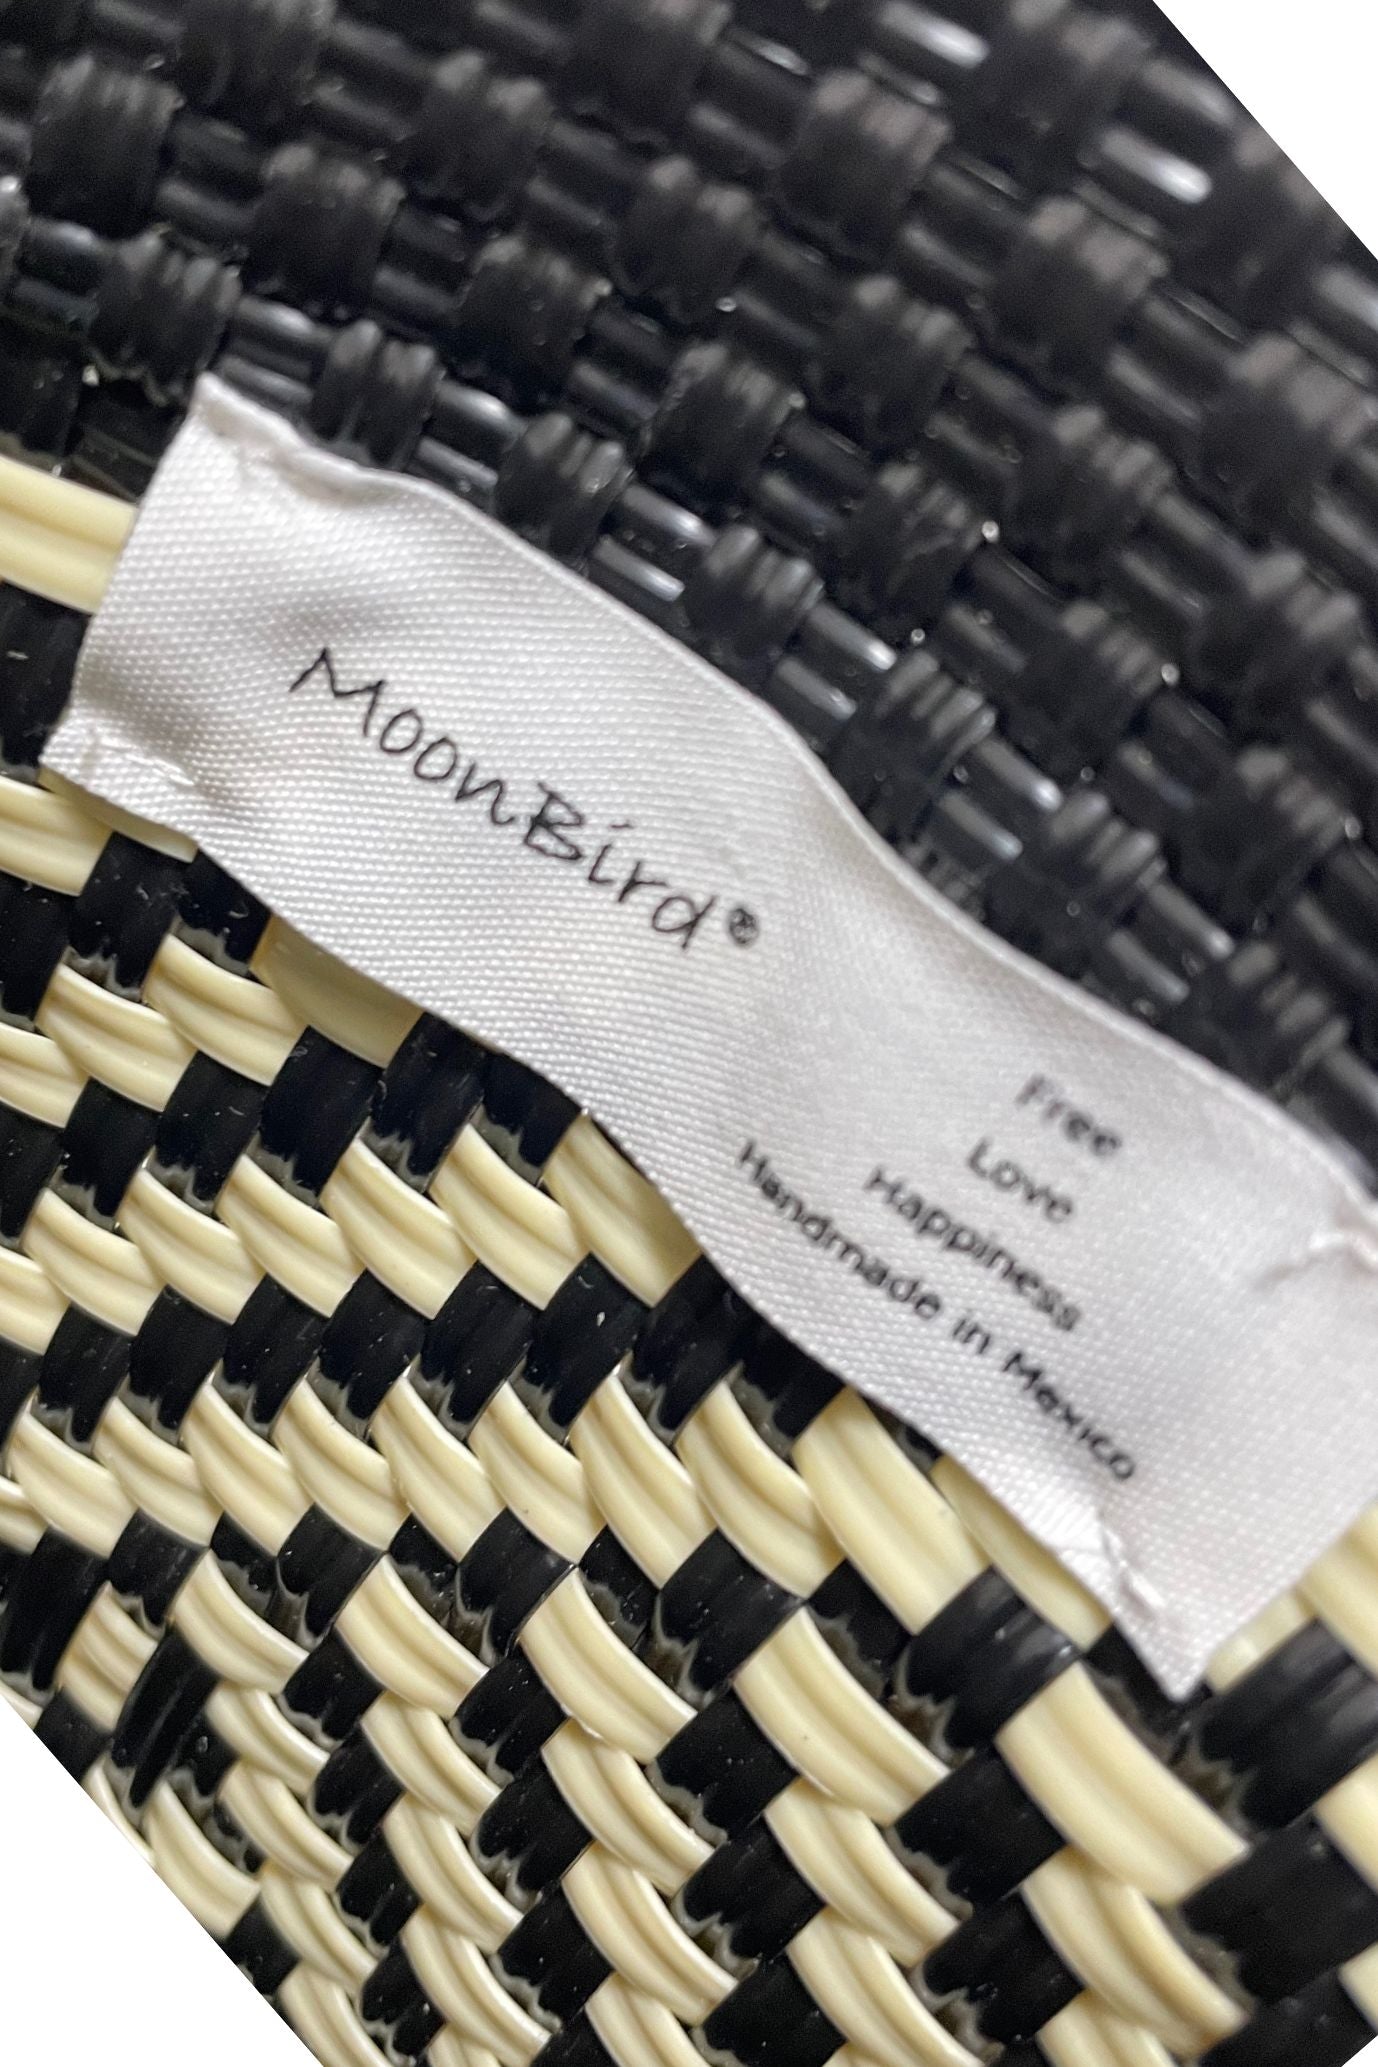 MoonBird®
Free
Love
Happiness
Handmade in Mexico